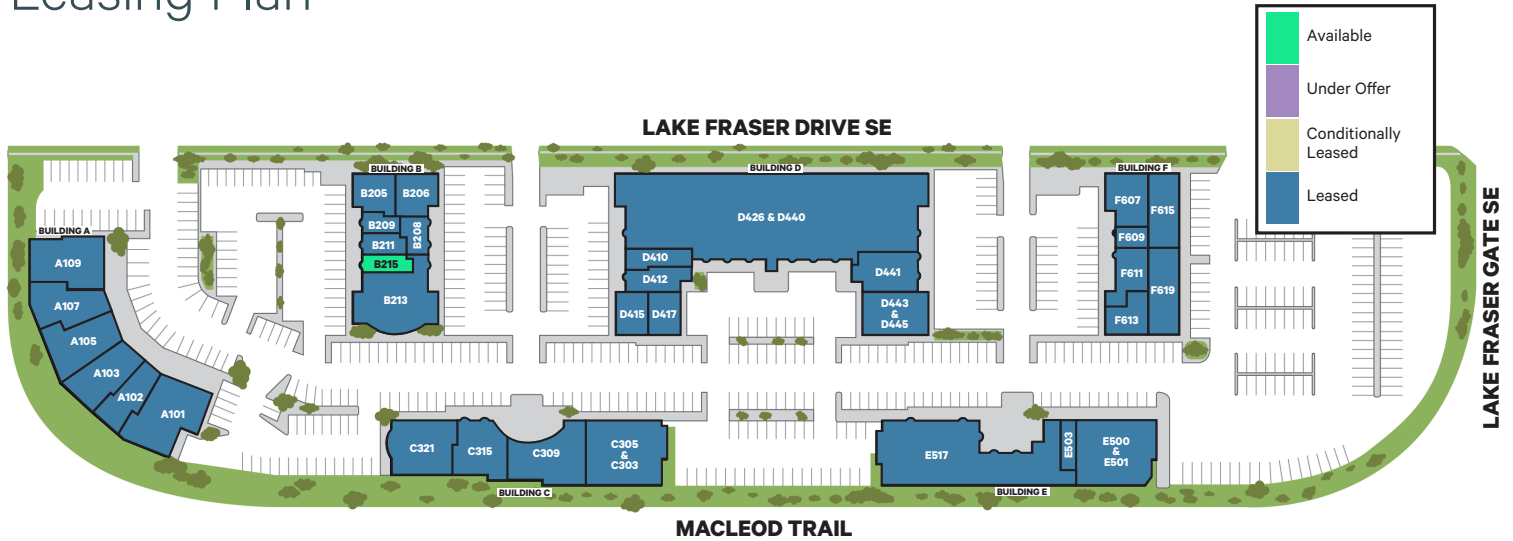 Leasing Plan
Available
Under Offer
Conditionally
Leased
Leased
LAKE FRASER DRIVE SE
LAKE FRASER GATE SE
MACLEOD TRAIL
BUILDING A
A109
A107
A105
A103
A102
A101
BUILDING B
B205
B206
B209
B208
B211
B215
B213
BUILDING D
D426 & D440
D410
D412
D415
D417
D441
D443
&
D445
BUILDING F
F607
F615
F609
F611
F619
F613
C321
C315
C309
C305
&
C303
BUILDING C
E517
E503
E500
&
E501
BUILDING E